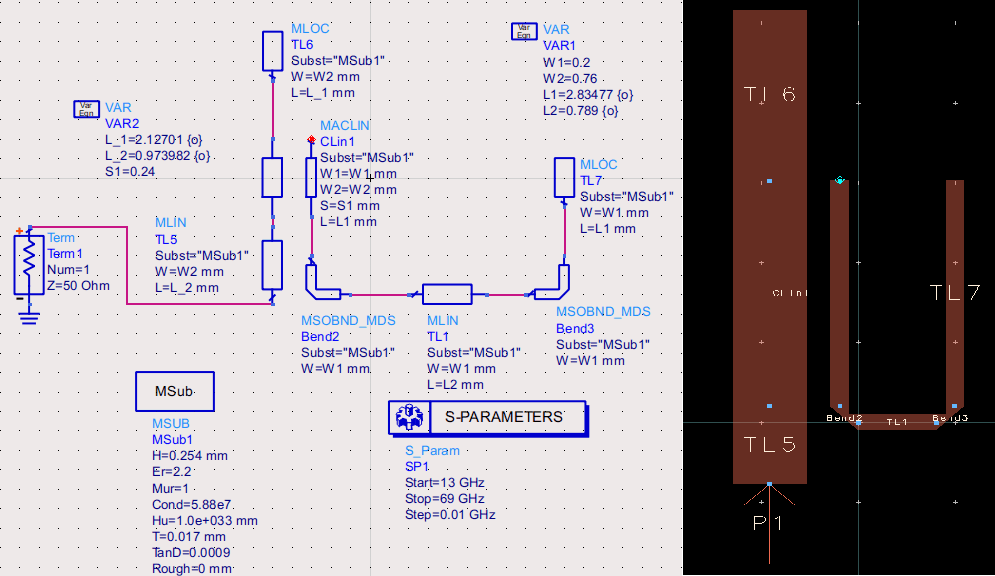 MLOC
TL6
Subst="MSub1"
W=W2 mm
L=L_1 mm
Var
Eqn
VAR
VAR1
W1=0.2
W2=0.76
L1=2.83477 {o}
L2=0.789 {o}
Var
Eqn
VAR
VAR2
L_1=2.12701 {o}
L_2=0.973982 {o}
S1=0.24
MACLIN
CLin1
Subst="MSub1"
W1=W1 mm
W2=W2 mm
S=S1 mm
L=L1 mm
MLOC
TL7
Subst="MSub1"
W=W1 mm
L=L1 mm
Term
Term1
Num=1
Z=50 Ohm
MLIN
TL5
Subst="MSub1"
W=W2 mm
L=L_2 mm
MSOBND_MDS
Bend2
Subst="MSub1"
W=W1 mm
MLIN
TL1
Subst="MSub1"
W=W1 mm
L=L2 mm
MSOBND_MDS
Bend3
Subst="MSub1"
W=W1 mm
MSub
MSUB
MSub1
H=0.254 mm
Er=2.2
Mur=1
Cond=5.88e7
Hu=1.0e+033 mm
T=0.017 mm
TanD=0.0009
Rough=0 mm
S-PARAMETERS
S_Param
SP1
Start=13 GHz
Stop=69 GHz
Step=0.01 GHz
TL6
CLin1
TL7
Bend2
TL1
Bend3
TL5
P1